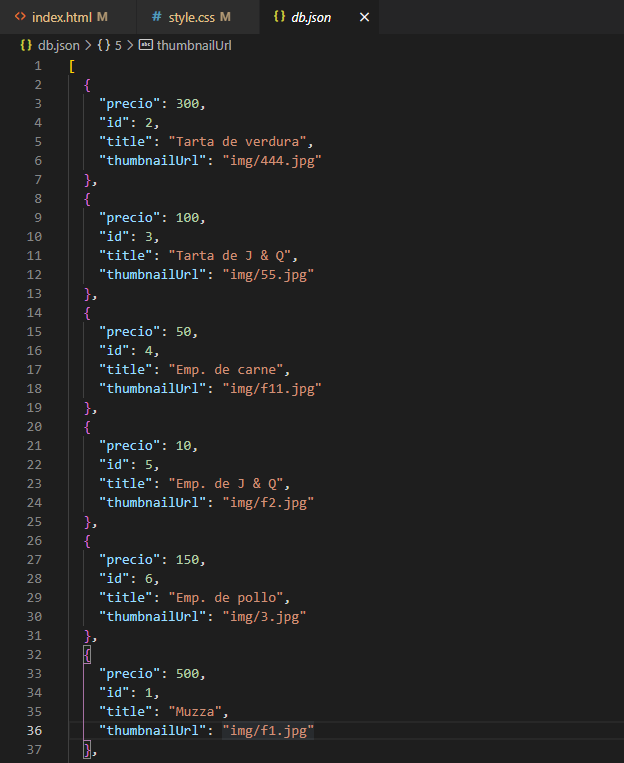 index.html M style.css M db.json
db.json > {} 5 > thumbnailUrl
1 [
2 {
3 "precio": 300,
4 "id": 2,
5 "title": "Tarta de verdura",
6 "thumbnailUrl": "img/444.jpg"
7 },
8 {
9 "precio": 100,
10 "id": 3,
11 "title": "Tarta de J & Q",
12 "thumbnailUrl": "img/55.jpg"
13 },
14 {
15 "precio": 50,
16 "id": 4,
17 "title": "Emp. de carne",
18 "thumbnailUrl": "img/f11.jpg"
19 },
20 {
21 "precio": 10,
22 "id": 5,
23 "title": "Emp. de J & Q",
24 "thumbnailUrl": "img/f2.jpg"
25 },
26 {
27 "precio": 150,
28 "id": 6,
29 "title": "Emp. de pollo",
30 "thumbnailUrl": "img/3.jpg"
31 },
32 {
33 "precio": 500,
34 "id": 1,
35 "title": "Muzza",
36 "thumbnailUrl": "img/f1.jpg"
37 },